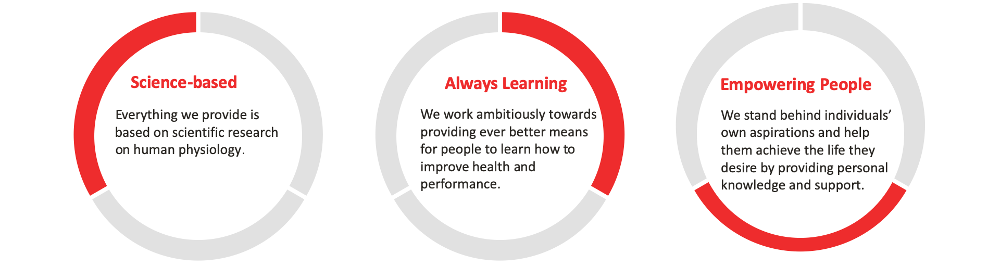 Science-based
Everything we provide is
based on scientific research
on human physiology.
Always Learning
We work ambitiously towards
providing ever better means
for people to learn how to
improve health and
performance.
Empowering People
We stand behind individuals’
own aspirations and help
them achieve the life they
desire by providing personal
knowledge and support.